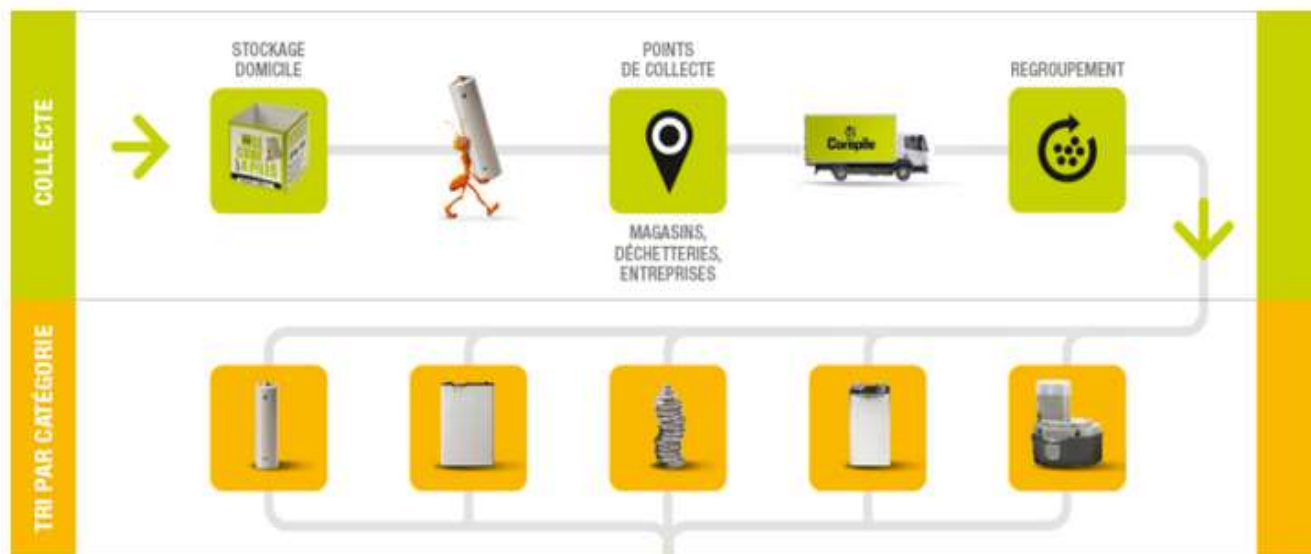 COLLECTE
STOCKAGE
DOMICILE
POINTS
DE COLLECTE
MAGASINS,
DÉCHETTERIES,
ENTREPRISES
Corepile
REGROUPEMENT
TRI PAR CATÉGORIE